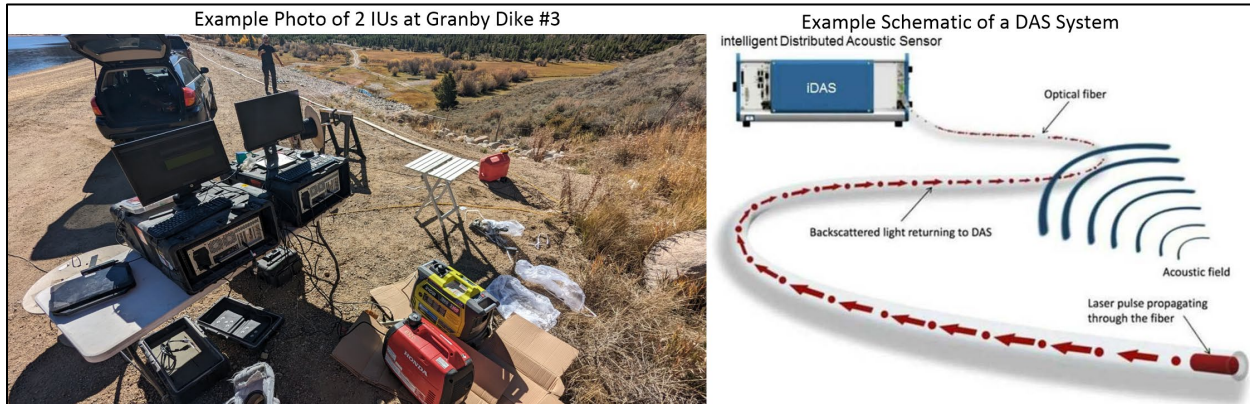 Example Photo of 2 IUs at Granby Dike #3
Example Schematic of a DAS System
intelligent Distributed Acoustic Sensor
iDAS
Optical fiber
Backscattered light returning to DAS
Acoustic field
Laser pulse propagating
through the fiber
HONDA